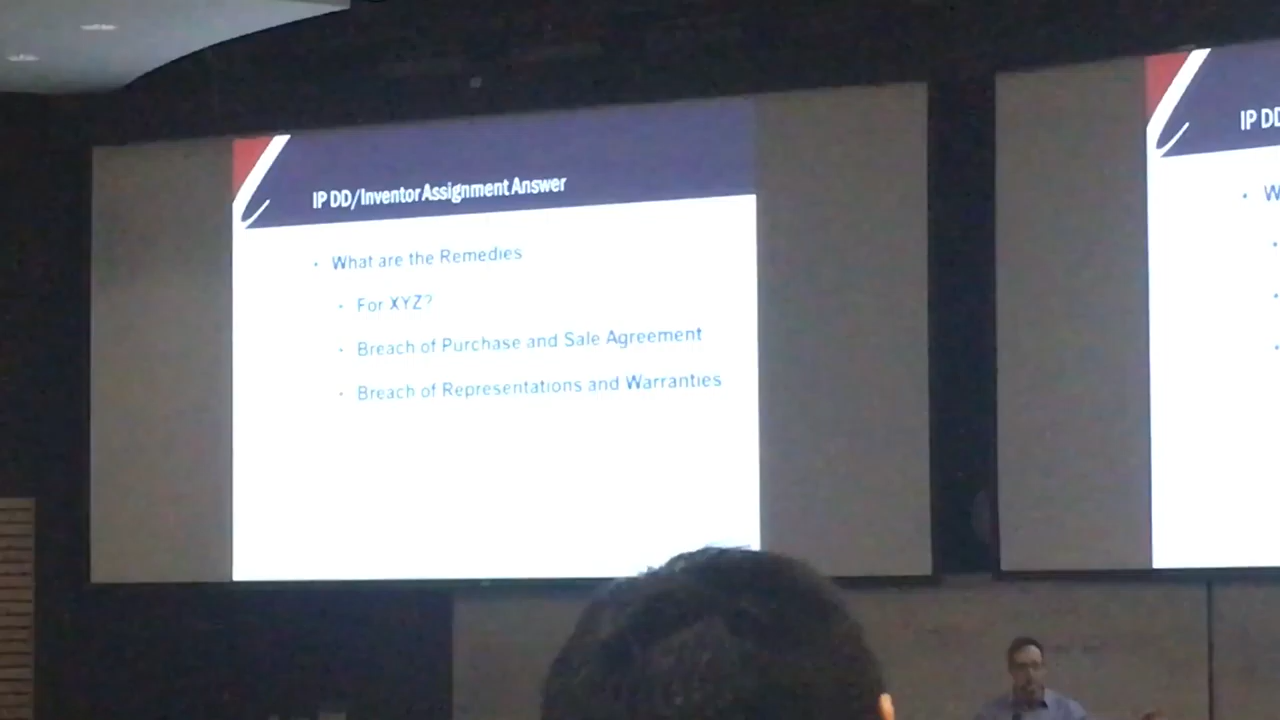 IP DD/Inventor Assignment Answer
• What are the Remedies
• For XYZ?
• Breach of Purchase and Sale Agreement
• Breach of Representations and Warranties
IP DD
• W